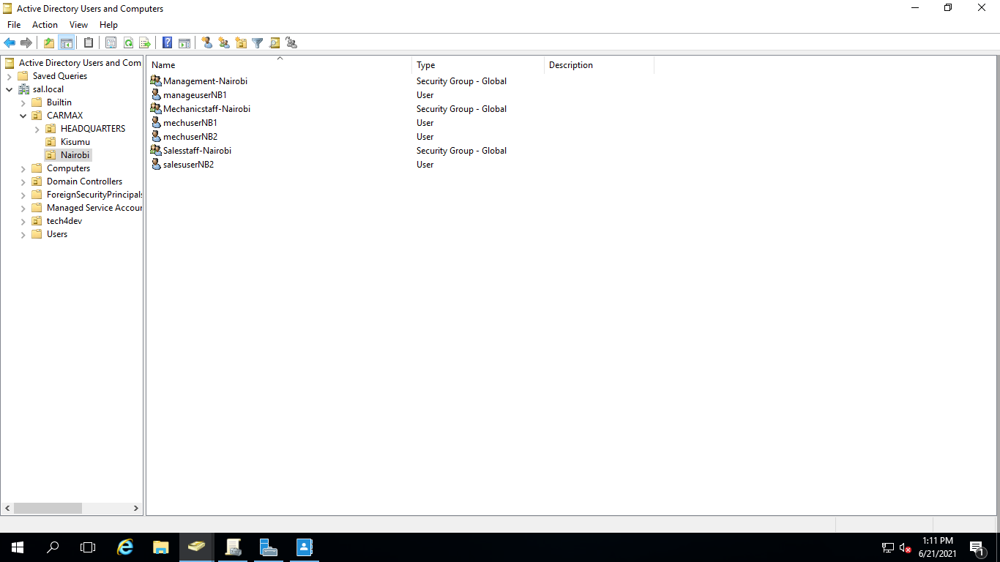 Active Directory Users and Computers
File Action View Help
Active Directory Users and Com
Saved Queries
sal.local
Builtin
CARMAX
HEADQUARTERS
Kisumu
Nairobi
Computers
Domain Controllers
ForeignSecurityPrincipals
Managed Service Accour
tech4dev
Users
Name Type Description
Management-Nairobi Security Group - Global
manageuserNB1 User
Mechanicstaff-Nairobi Security Group - Global
mechuserNB1 User
mechuserNB2 User
Salesstaff-Nairobi Security Group - Global
salesuserNB2 User
1:11 PM
6/21/2021
1